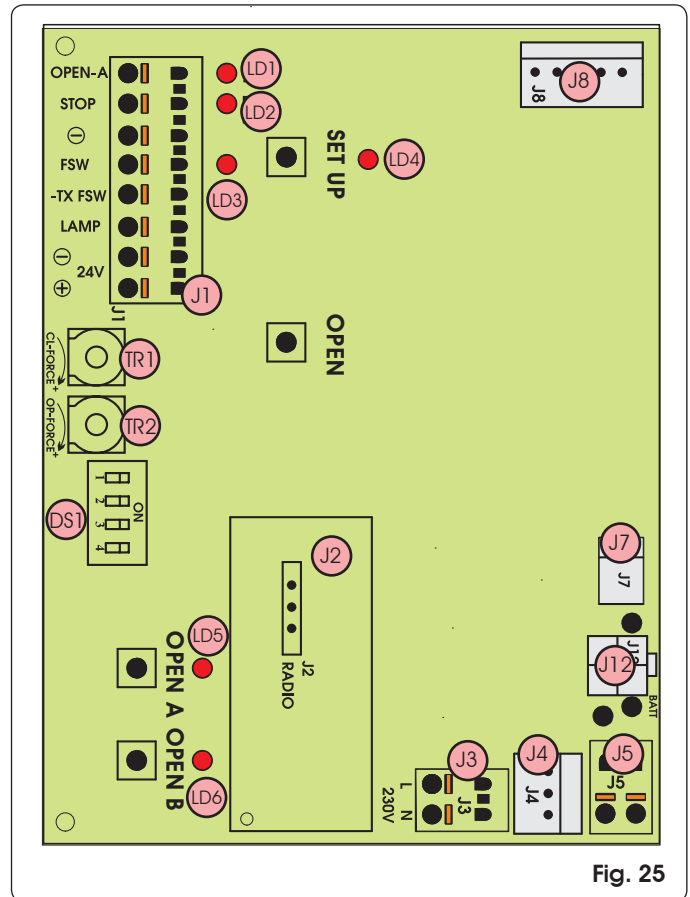 OPEN-A
LD1
J8
J8
STOP
LD2
⊖
SET UP
LD4
FSW
-TX FSW
LD3
LAMP
⊖
24V
⊕
J1
J1
OPEN
CL-FORCE +
TR1
OP-FORCE +
TR2
DS1
1
2
3
4
ON
J2
J2
RADIO
J7
J7
LD5
OPEN A
OPEN B
LD6
J12
BATT
J3
J3
L
N
230V
J4
J4
J5
J5
Fig. 25